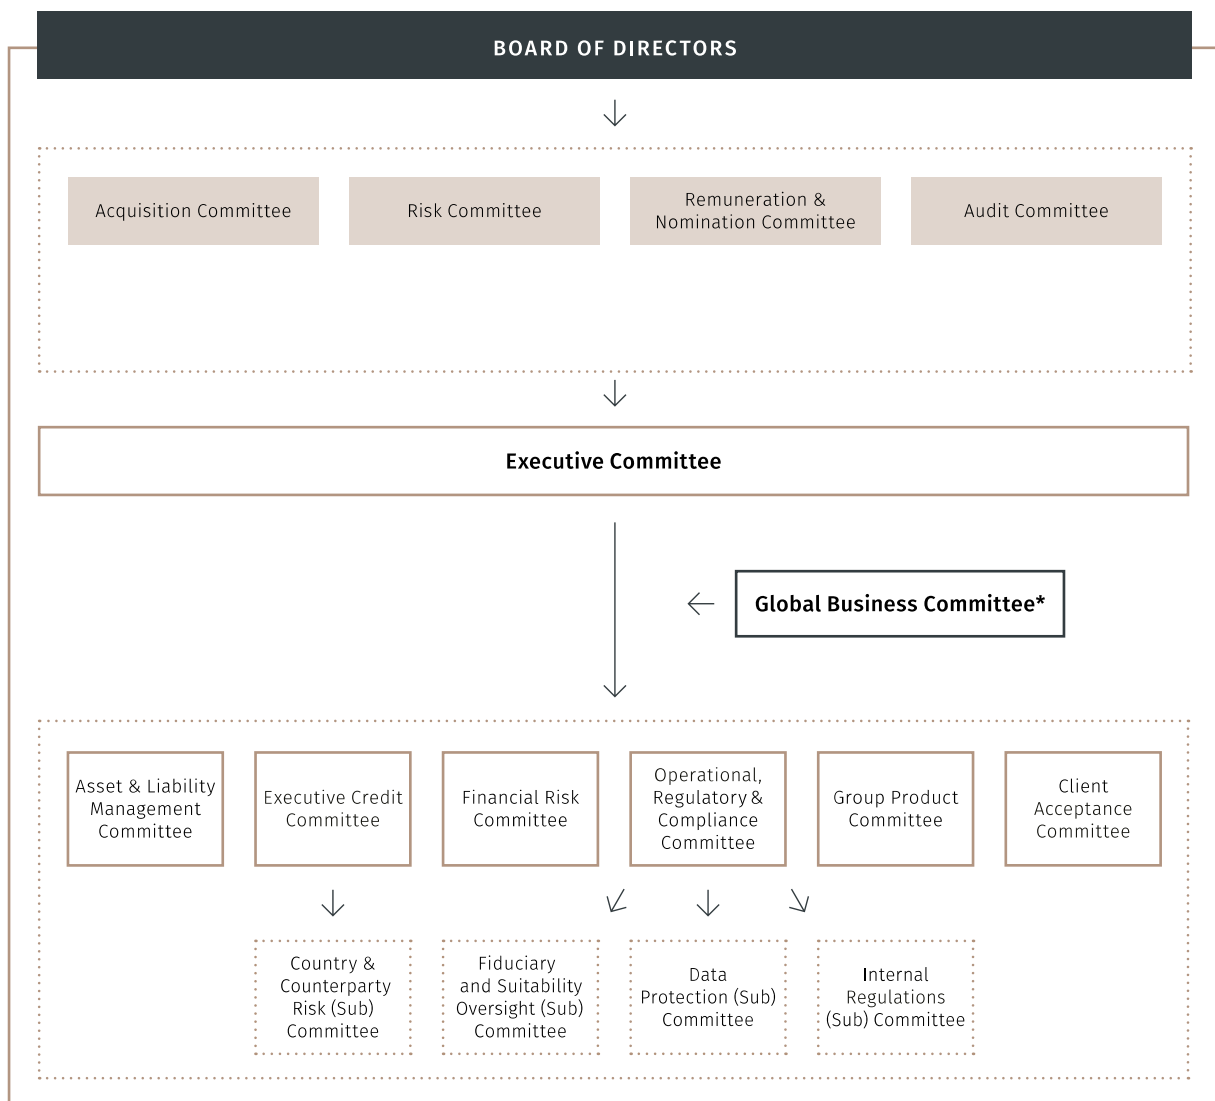 BOARD OF DIRECTORS
Acquisition Committee
Risk Committee
Remuneration &
Nomination Committee
Audit Committee
Executive Committee
Global Business Committee*
Asset & Liability
Management
Committee
Executive Credit
Committee
Financial Risk
Committee
Operational,
Regulatory &
Compliance
Committee
Group Product
Committee
Client
Acceptance
Committee
Country &
Counterparty
Risk (Sub)
Committee
Fiduciary
and Suitability
Oversight (Sub)
Committee
Data
Protection (Sub)
Committee
Internal
Regulations
(Sub) Committee